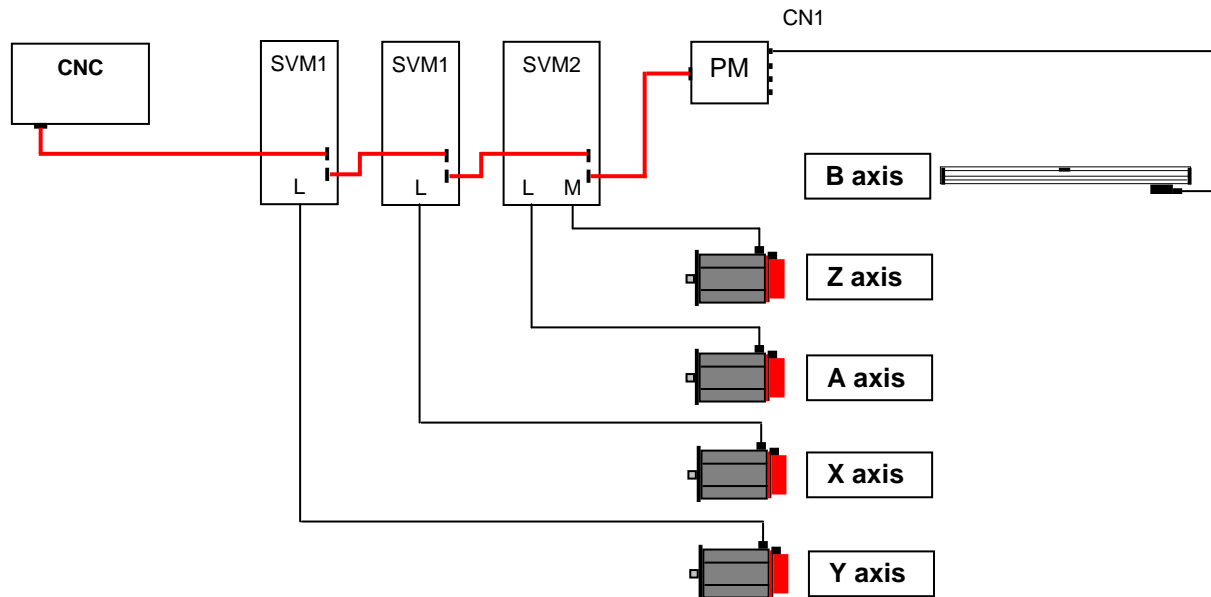 CN1
CNC
SVM1
SVM1
SVM2
PM
L
L
L M
B axis
Z axis
A axis
X axis
Y axis